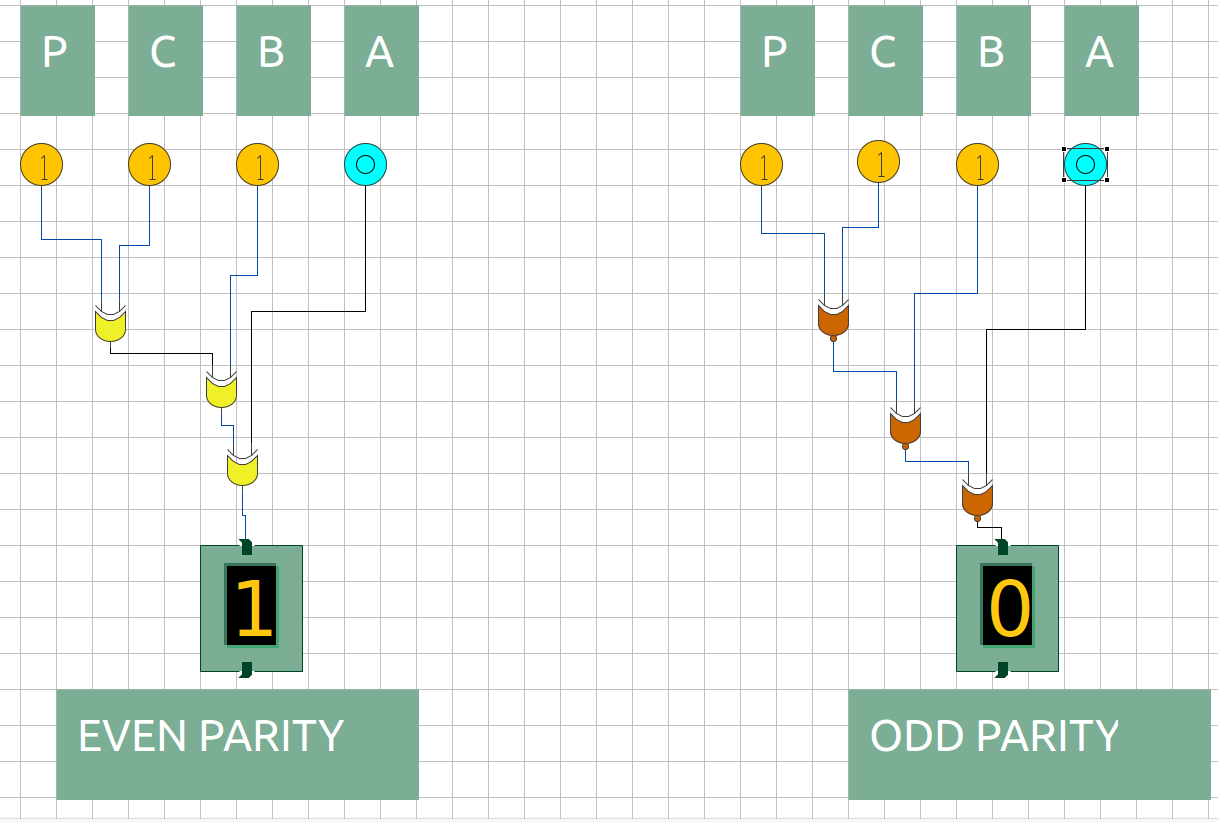 P C B A P C B A
1 1 1 0 1 1 1 0
1 0
EVEN PARITY ODD PARITY